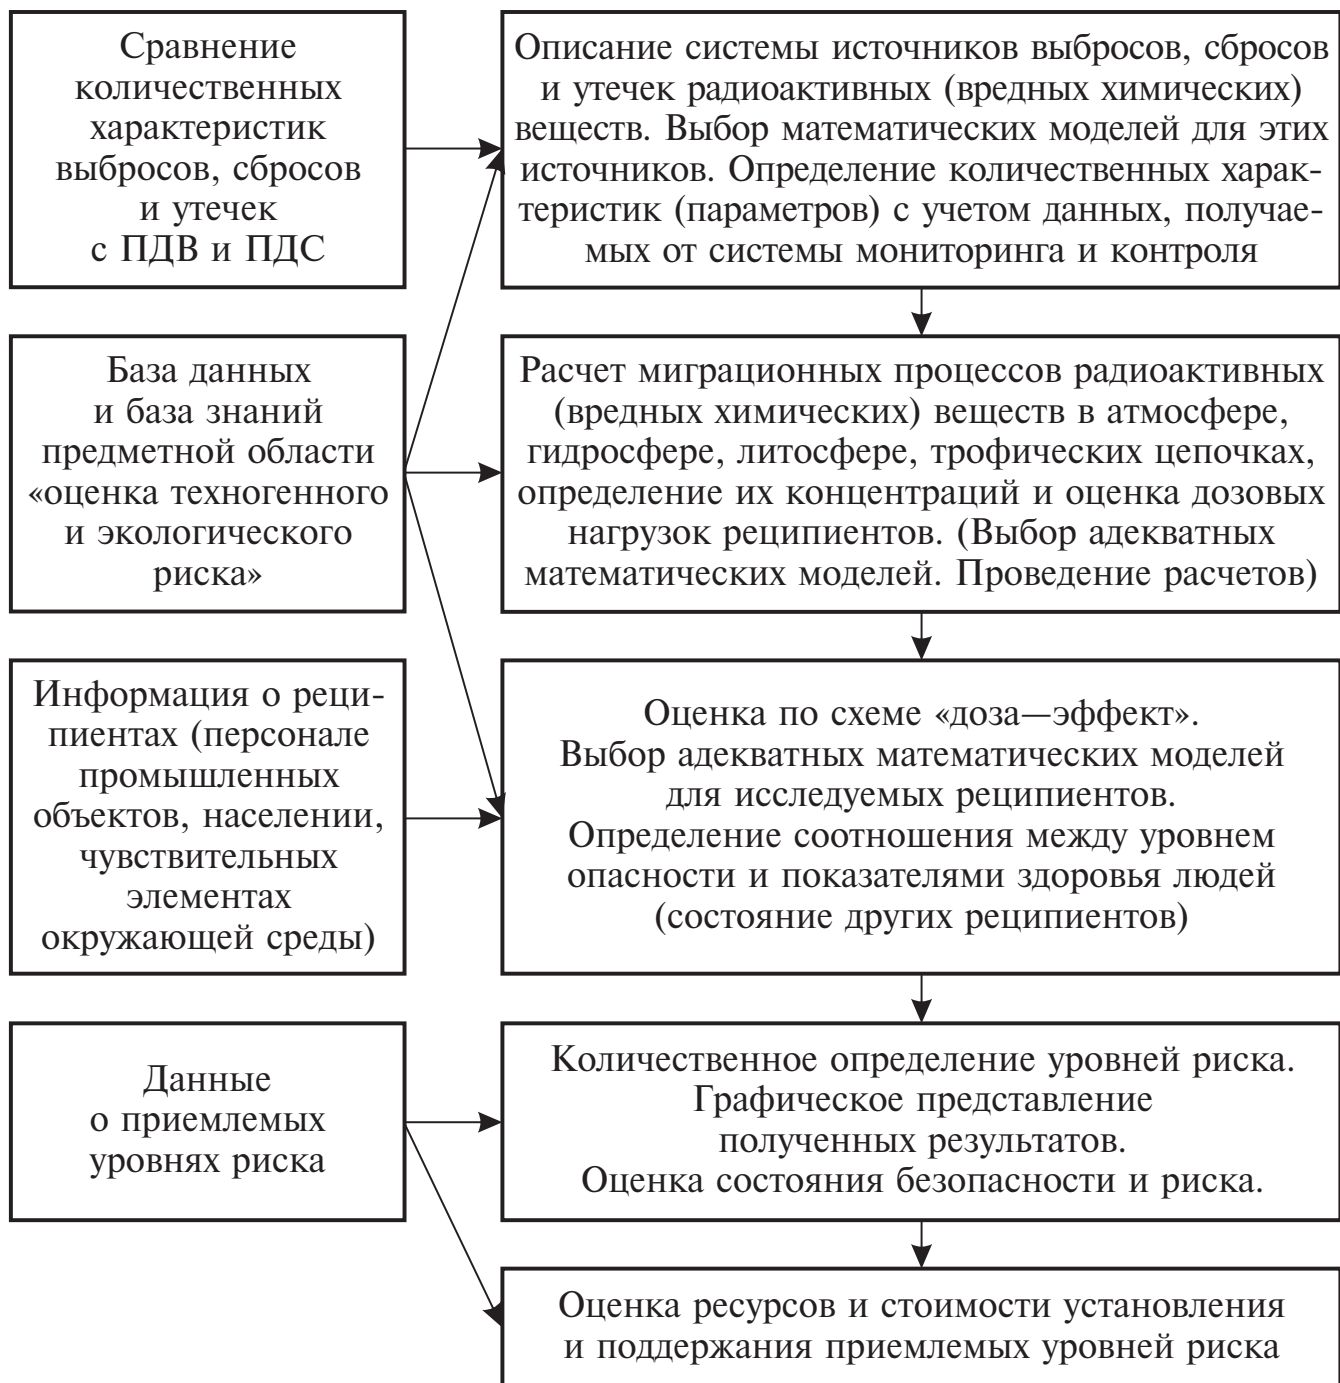 Сравнение
количественных
характеристик
выбросов, сбросов
и утечек
с ПДВ и ПДС
Описание системы источников выбросов, сбросов
и утечек радиоактивных (вредных химических)
веществ. Выбор математических моделей для этих
источников. Определение количественных харак-
теристик (параметров) с учетом данных, получае-
мых от системы мониторинга и контроля
База данных
и база знаний
предметной области
«оценка техногенного
и экологического
риска»
Расчет миграционных процессов радиоактивных
(вредных химических) веществ в атмосфере,
гидросфере, литосфере, трофических цепочках,
определение их концентраций и оценка дозовых
нагрузок реципиентов. (Выбор адекватных
математических моделей. Проведение расчетов)
Информация о реци-
пиентах (персонале
промышленных
объектов, населении,
чувствительных
элементах
окружающей среды)
Оценка по схеме «доза—эффект».
Выбор адекватных математических моделей
для исследуемых реципиентов.
Определение соотношения между уровнем
опасности и показателями здоровья людей
(состояние других реципиентов)
Данные
о приемлемых
уровнях риска
Количественное определение уровней риска.
Графическое представление
полученных результатов.
Оценка состояния безопасности и риска.
Оценка ресурсов и стоимости установления
и поддержания приемлемых уровней риска